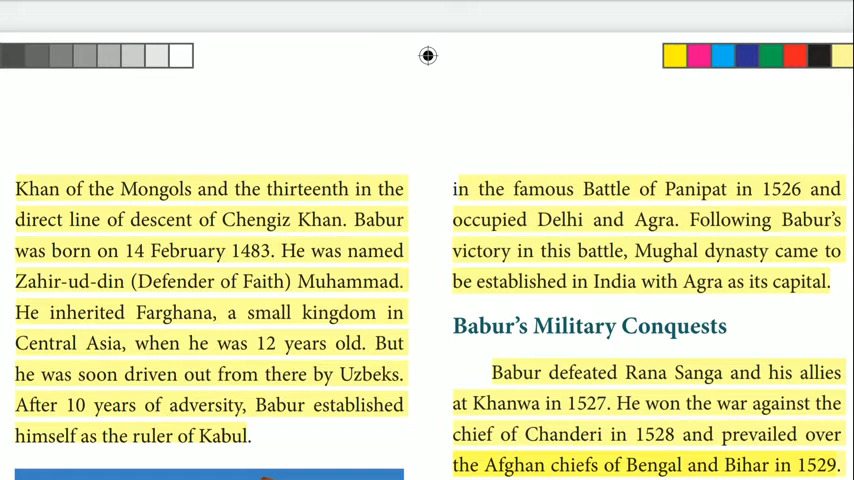 Khan of the Mongols and the thirteenth in the
direct line of descent of Chengiz Khan. Babur
was born on 14 February 1483. He was named
Zahir-ud-din (Defender of Faith) Muhammad.
He inherited Farghana, a small kingdom in
Central Asia, when he was 12 years old. But
he was soon driven out from there by Uzbeks.
After 10 years of adversity, Babur established
himself as the ruler of Kabul.
in the famous Battle of Panipat in 1526 and
occupied Delhi and Agra. Following Babur’s
victory in this battle, Mughal dynasty came to
be established in India with Agra as its capital.
Babur’s Military Conquests
Babur defeated Rana Sanga and his allies
at Khanwa in 1527. He won the war against the
chief of Chanderi in 1528 and prevailed over
the Afghan chiefs of Bengal and Bihar in 1529.